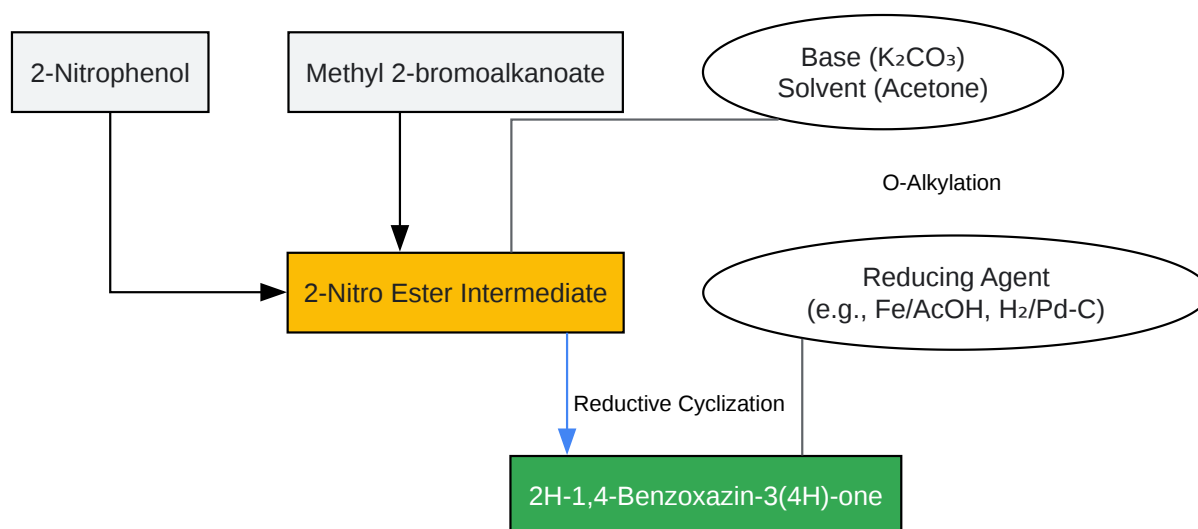 2-Nitrophenol
Methyl 2-bromoalkanoate
Base (K₂CO₃)
Solvent (Acetone)
O-Alkylation
2-Nitro Ester Intermediate
Reducing Agent
(e.g., Fe/AcOH, H₂/Pd-C)
Reductive Cyclization
2H-1,4-Benzoxazin-3(4H)-one